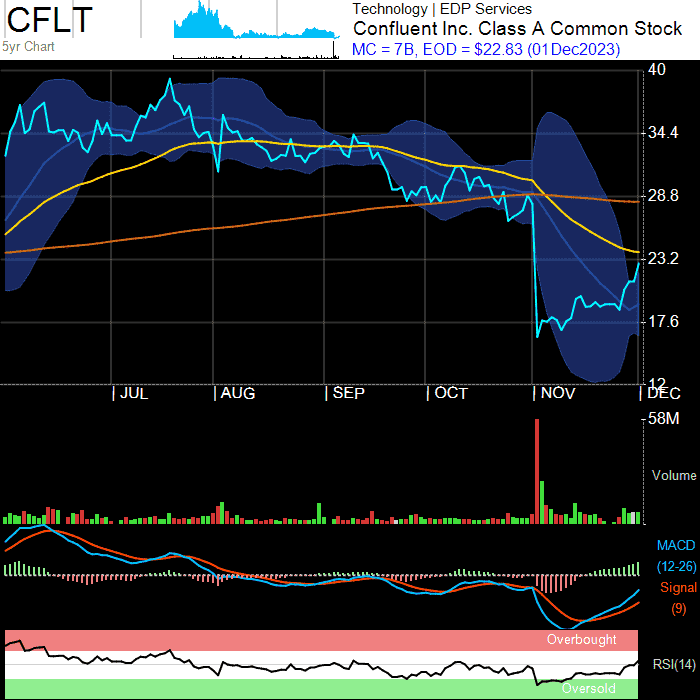 CFLT
5yr Chart
Technology | EDP Services
Confluent Inc. Class A Common Stock
MC = 7B, EOD = $22.83 (01Dec2023)
40
34.4
28.8
23.2
17.6
12
JUL
AUG
SEP
OCT
NOV
DEC
58M
Volume
MACD
(12-26)
Signal
(9)
Overbought
RSI(14)
Oversold